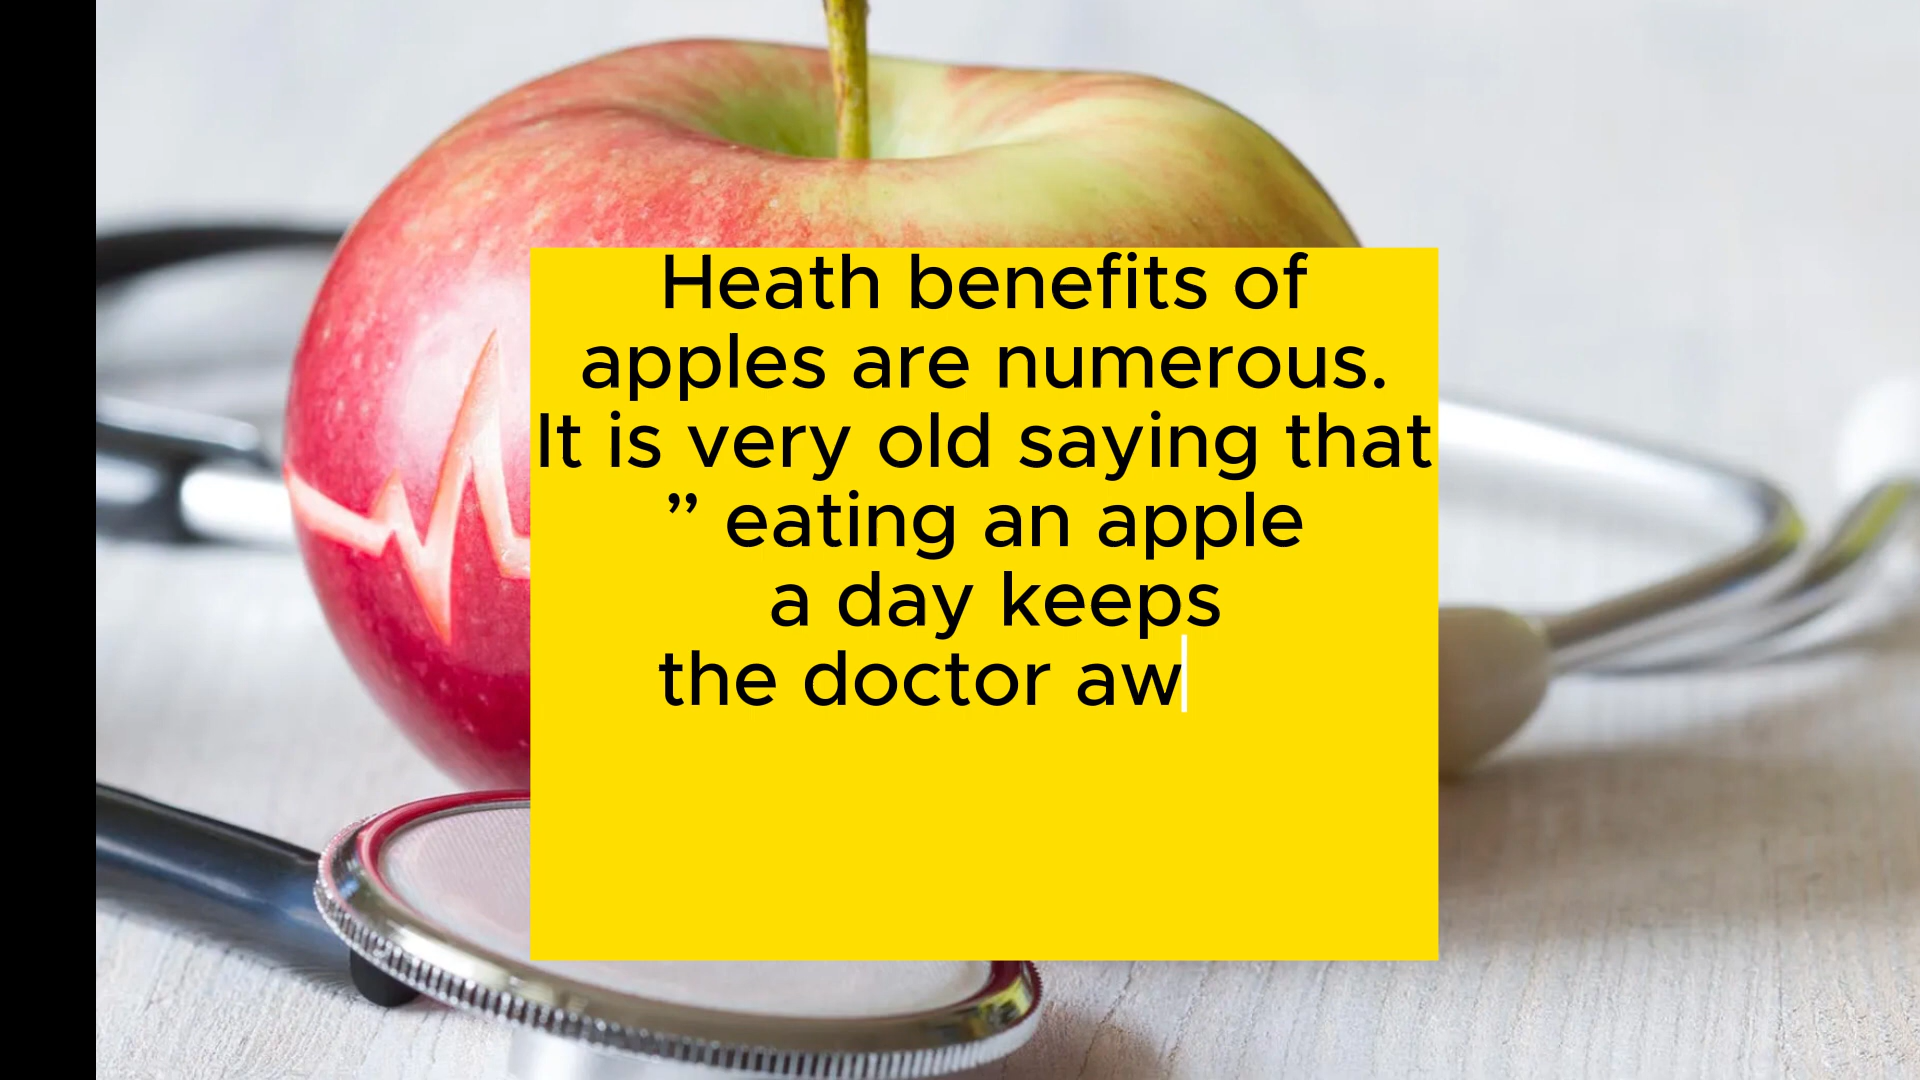 Heath benefits of
apples are numerous.
It is very old saying that
” eating an apple
a day keeps
the doctor aw